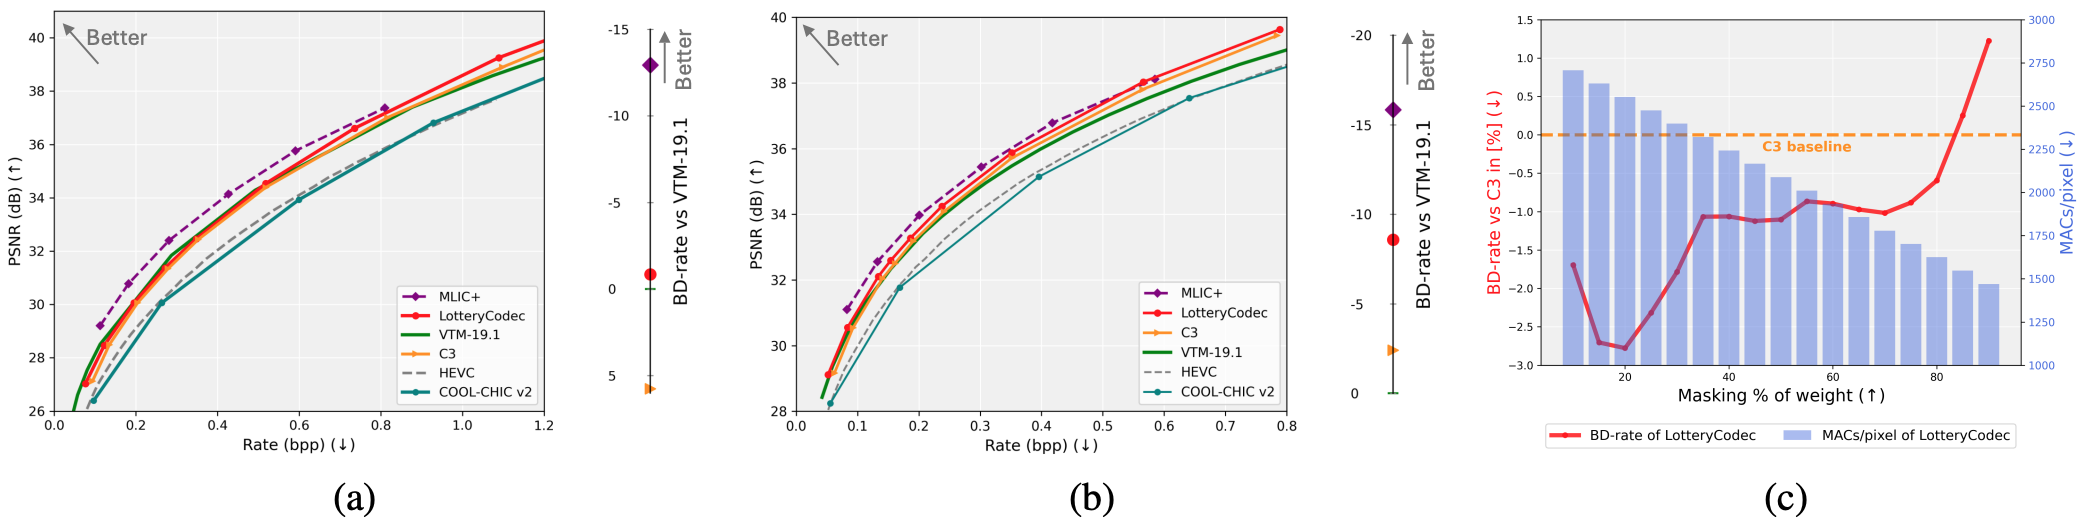 Better
40
38
36
34
32
30
28
26
0.0
0.2
0.4
0.6
0.8
1.0
1.2
PSNR (dB) (↑)
Rate (bpp) (↓)
MLIC+
LotteryCodec
VTM-19.1
C3
HEVC
COOL-CHIC v2
-15
-10
-5
0
5
Better
BD-rate vs VTM-19.1
(a)
Better
40
38
36
34
32
30
28
0.0
0.1
0.2
0.3
0.4
0.5
0.6
0.7
0.8
PSNR (dB) (↑)
Rate (bpp) (↓)
MLIC+
LotteryCodec
C3
VTM-19.1
HEVC
COOL-CHIC v2
-20
-15
-10
-5
0
Better
BD-rate vs VTM-19.1
(b)
1.5
1.0
0.5
0.0
−0.5
−1.0
−1.5
−2.0
−2.5
−3.0
BD-rate vs C3 in [%] (↓)
C3 baseline
20
40
60
80
Masking % of weight (↑)
3000
2750
2500
2250
2000
1750
1500
1250
1000
MACs/pixel (↓)
BD-rate of LotteryCodec
MACs/pixel of LotteryCodec
(c)